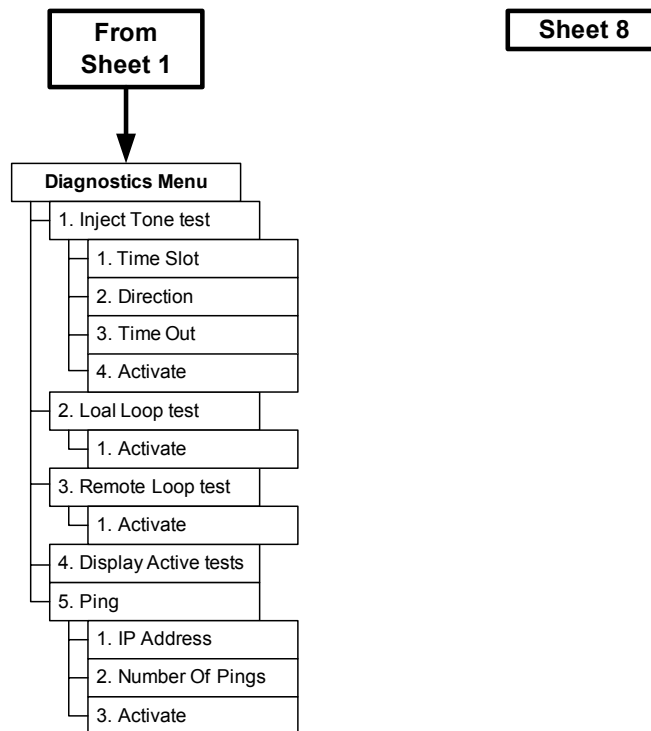 From
Sheet 1
Sheet 8
Diagnostics Menu
1. Inject Tone test
1. Time Slot
2. Direction
3. Time Out
4. Activate
2. Loal Loop test
1. Activate
3. Remote Loop test
1. Activate
4. Display Active tests
5. Ping
1. IP Address
2. Number Of Pings
3. Activate